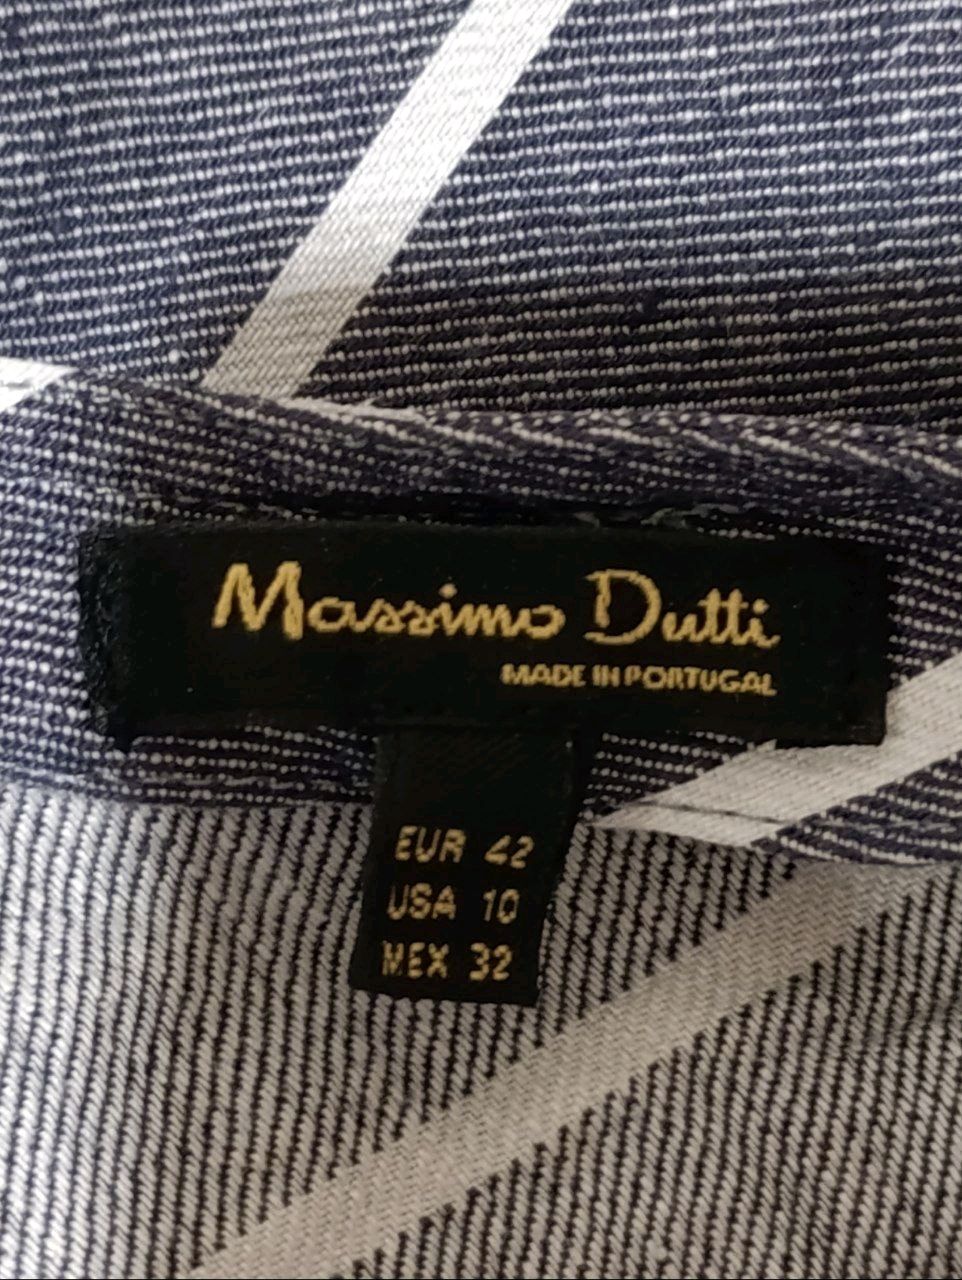 Massimo Dutti
MADE IN PORTUGAL
EUR 42
USA 10
MEX 32